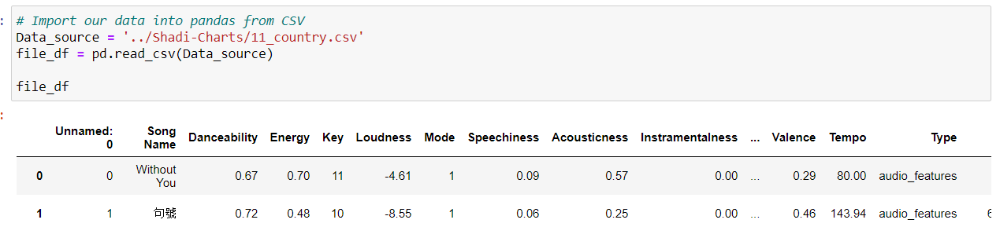 : # Import our data into pandas from CSV
Data_source = '../Shadi-Charts/11_country.csv'
file_df = pd.read_csv(Data_source)
file_df
:
Unnamed: 0 Song Name Danceability Energy Key Loudness Mode Speechiness Acousticness Instramentalness ... Valence Tempo Type
0 0 Without You 0.67 0.70 11 -4.61 1 0.09 0.57 0.00 ... 0.29 80.00 audio_features
1 1 句號 0.72 0.48 10 -8.55 1 0.06 0.25 0.00 ... 0.46 143.94 audio_features